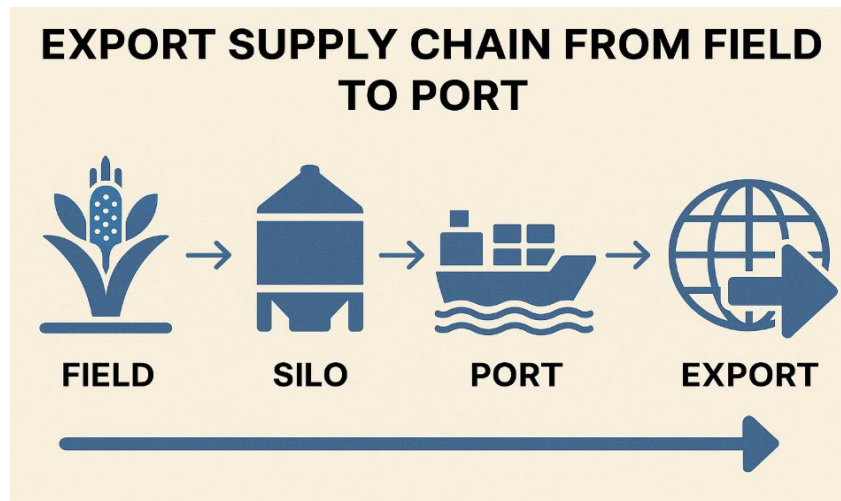 EXPORT SUPPLY CHAIN FROM FIELD
TO PORT
FIELD
SILO
PORT
EXPORT